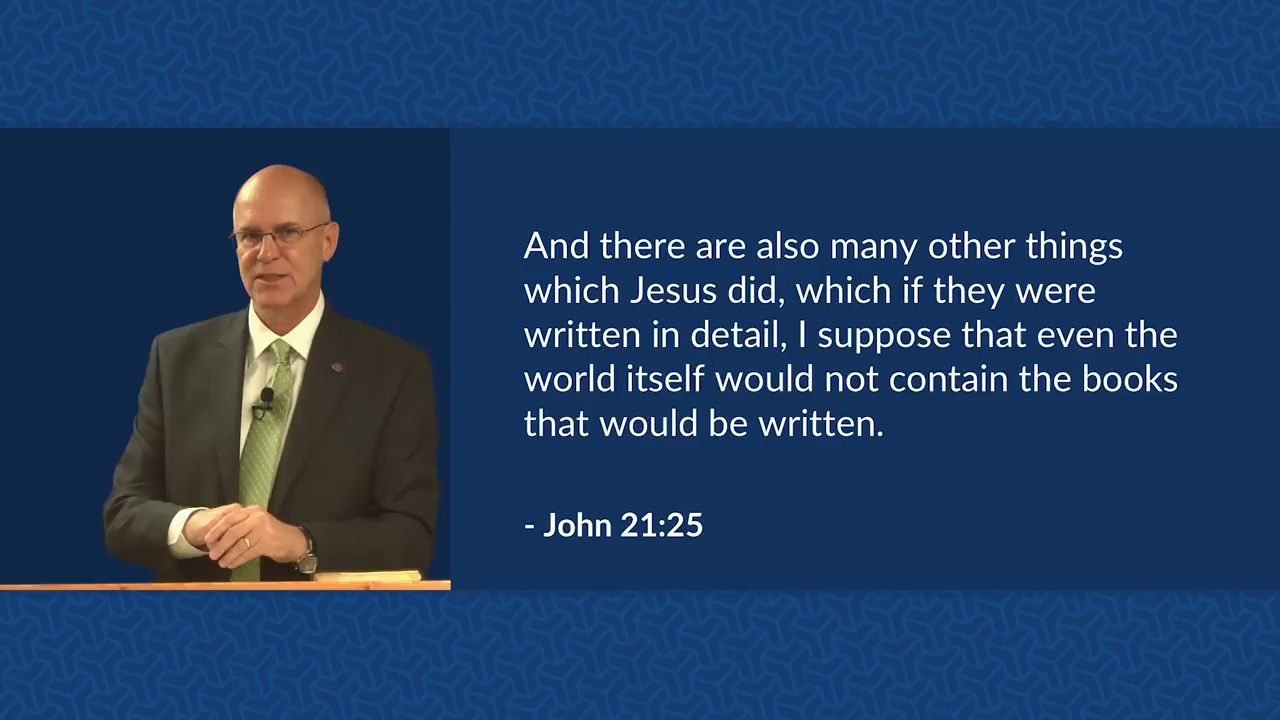 And there are also many other things
which Jesus did, which if they were
written in detail, I suppose that even the
world itself would not contain the books
that would be written.
- John 21:25